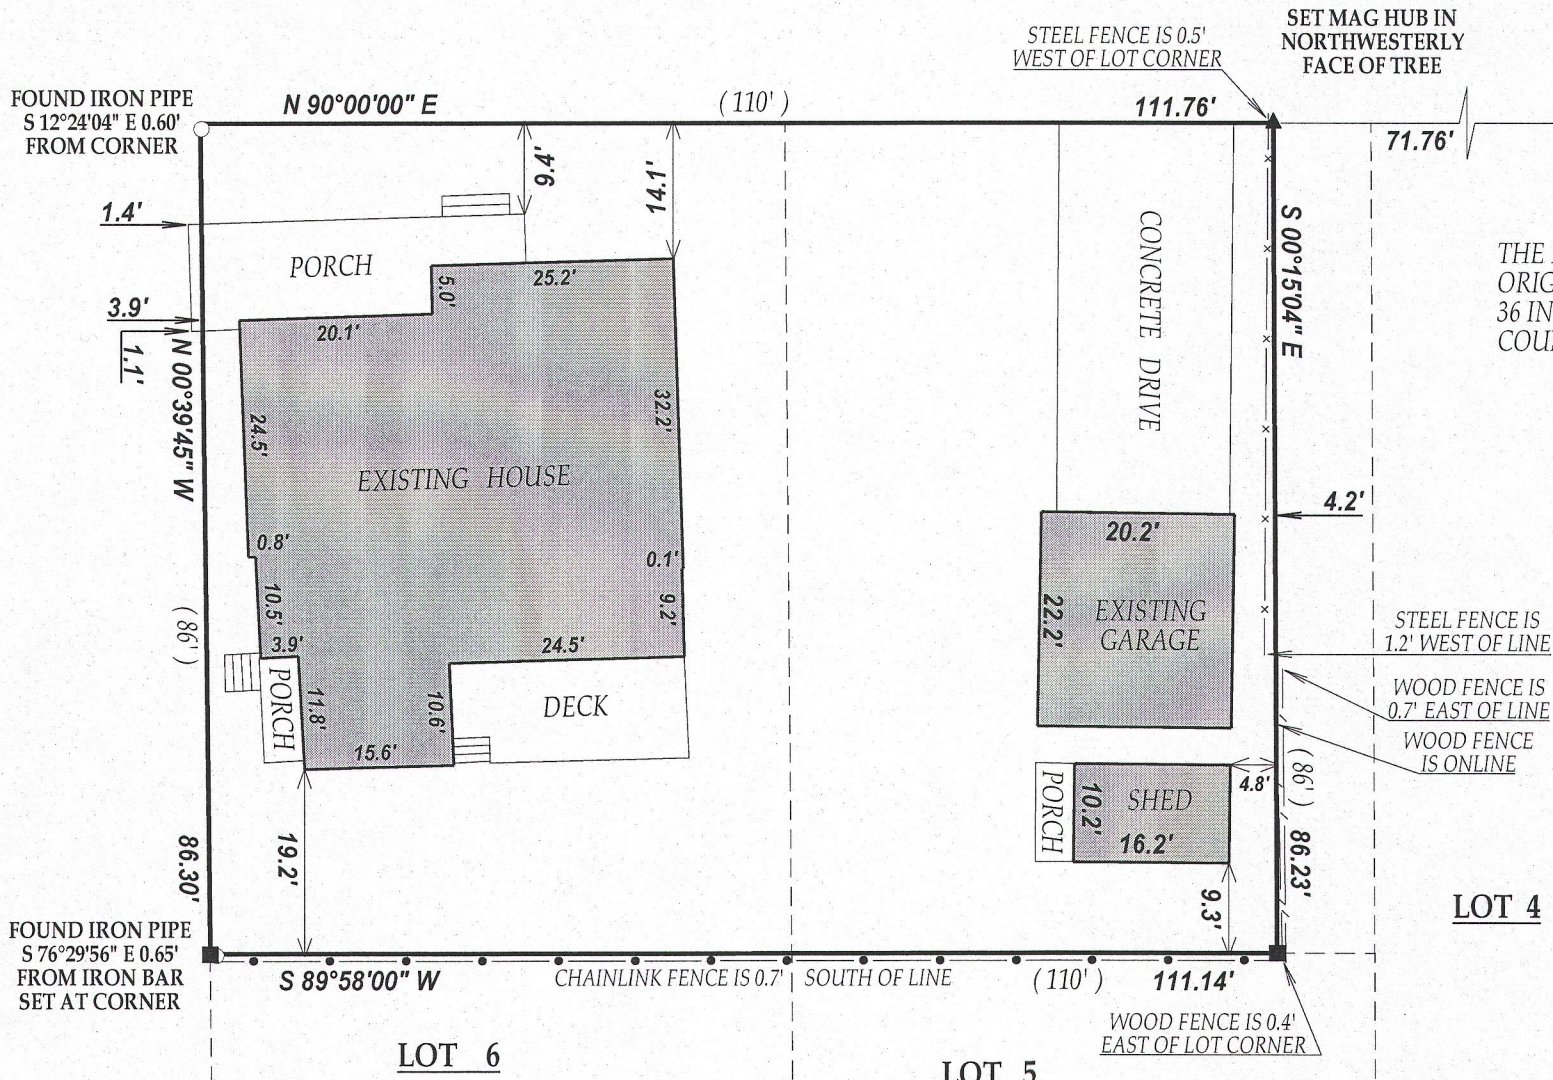 SET MAG HUB IN
NORTHWESTERLY
FACE OF TREE
STEEL FENCE IS 0.5'
WEST OF LOT CORNER
FOUND IRON PIPE
S 12°24'04" E 0.60'
FROM CORNER
N 90°00'00" E
( 110' )
111.76'
71.76'
9.4'
14.1'
1.4'
PORCH
25.2'
5.0'
3.9'
20.1'
1.1'
N 00°39'45" W
CONCRETE DRIVE
S 00°15'04" E
THE
ORIG
36 IN
COU
24.5'
32.2'
EXISTING HOUSE
4.2'
20.2'
0.8'
0.1'
10.5'
9.2'
22.2'
EXISTING
GARAGE
( 86' )
3.9'
24.5'
STEEL FENCE IS
1.2' WEST OF LINE
PORCH
11.8'
10.6'
DECK
WOOD FENCE IS
0.7' EAST OF LINE
15.6'
WOOD FENCE
IS ONLINE
( 86' )
4.8'
PORCH
10.2'
SHED
16.2'
86.30'
19.2'
86.23'
9.3'
LOT 4
FOUND IRON PIPE
S 76°29'56" E 0.65'
FROM IRON BAR
SET AT CORNER
S 89°58'00" W
CHAINLINK FENCE IS 0.7' SOUTH OF LINE
( 110' )
111.14'
WOOD FENCE IS 0.4'
EAST OF LOT CORNER
LOT 6
LOT 5